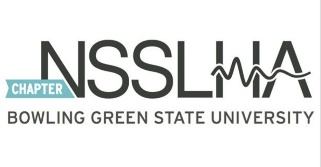 CHAPTER NSSLHA
BOWLING GREEN STATE UNIVERSITY